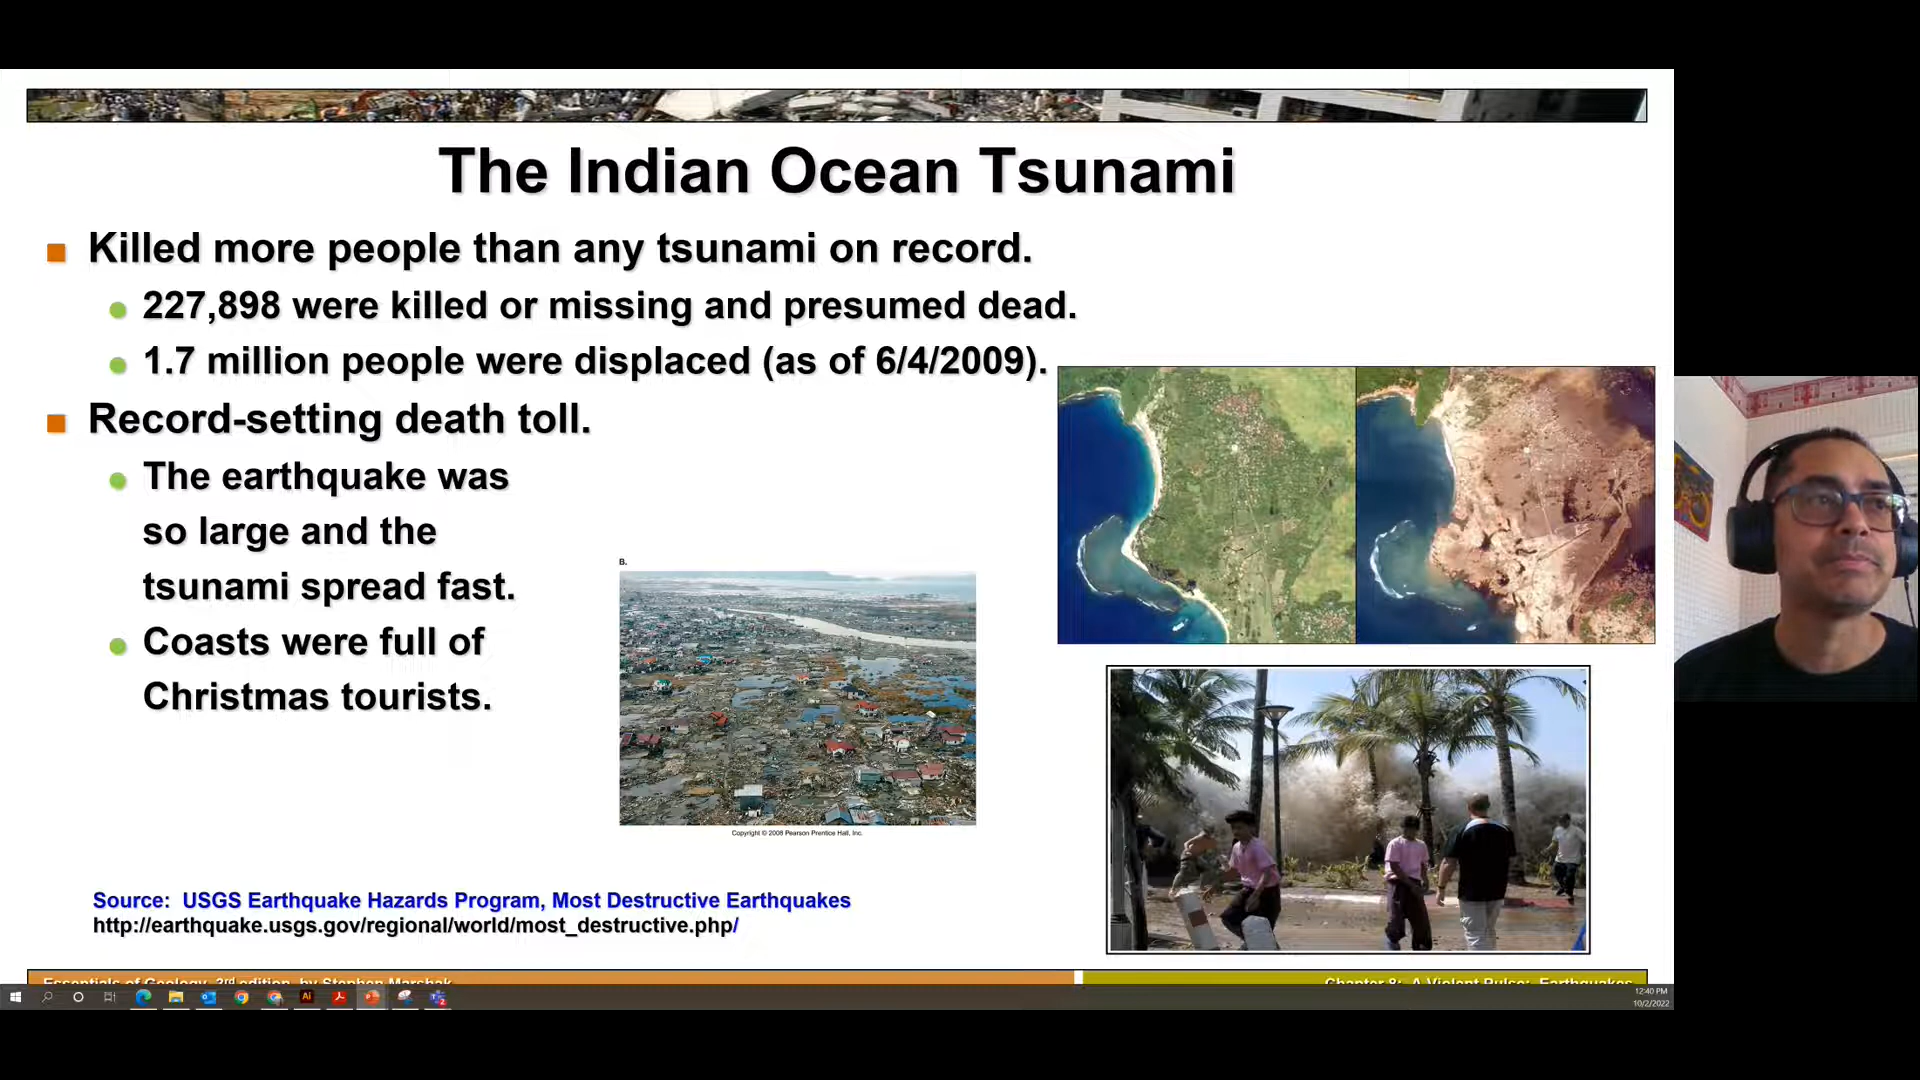 The Indian Ocean Tsunami
Killed more people than any tsunami on record.
227,898 were killed or missing and presumed dead.
1.7 million people were displaced (as of 6/4/2009).
Record-setting death toll.
The earthquake was
so large and the
tsunami spread fast.
Coasts were full of
Christmas tourists.
B.
Copyright © 2008 Pearson Prentice Hall, Inc.
Source: USGS Earthquake Hazards Program, Most Destructive Earthquakes
http://earthquake.usgs.gov/regional/world/most_destructive.php/
Essentials of Geology, 3rd edition, by Stephen Marshak
Chapter 8: A Violent Pulse: Earthquakes
Ai
12:40 PM
10/2/2022